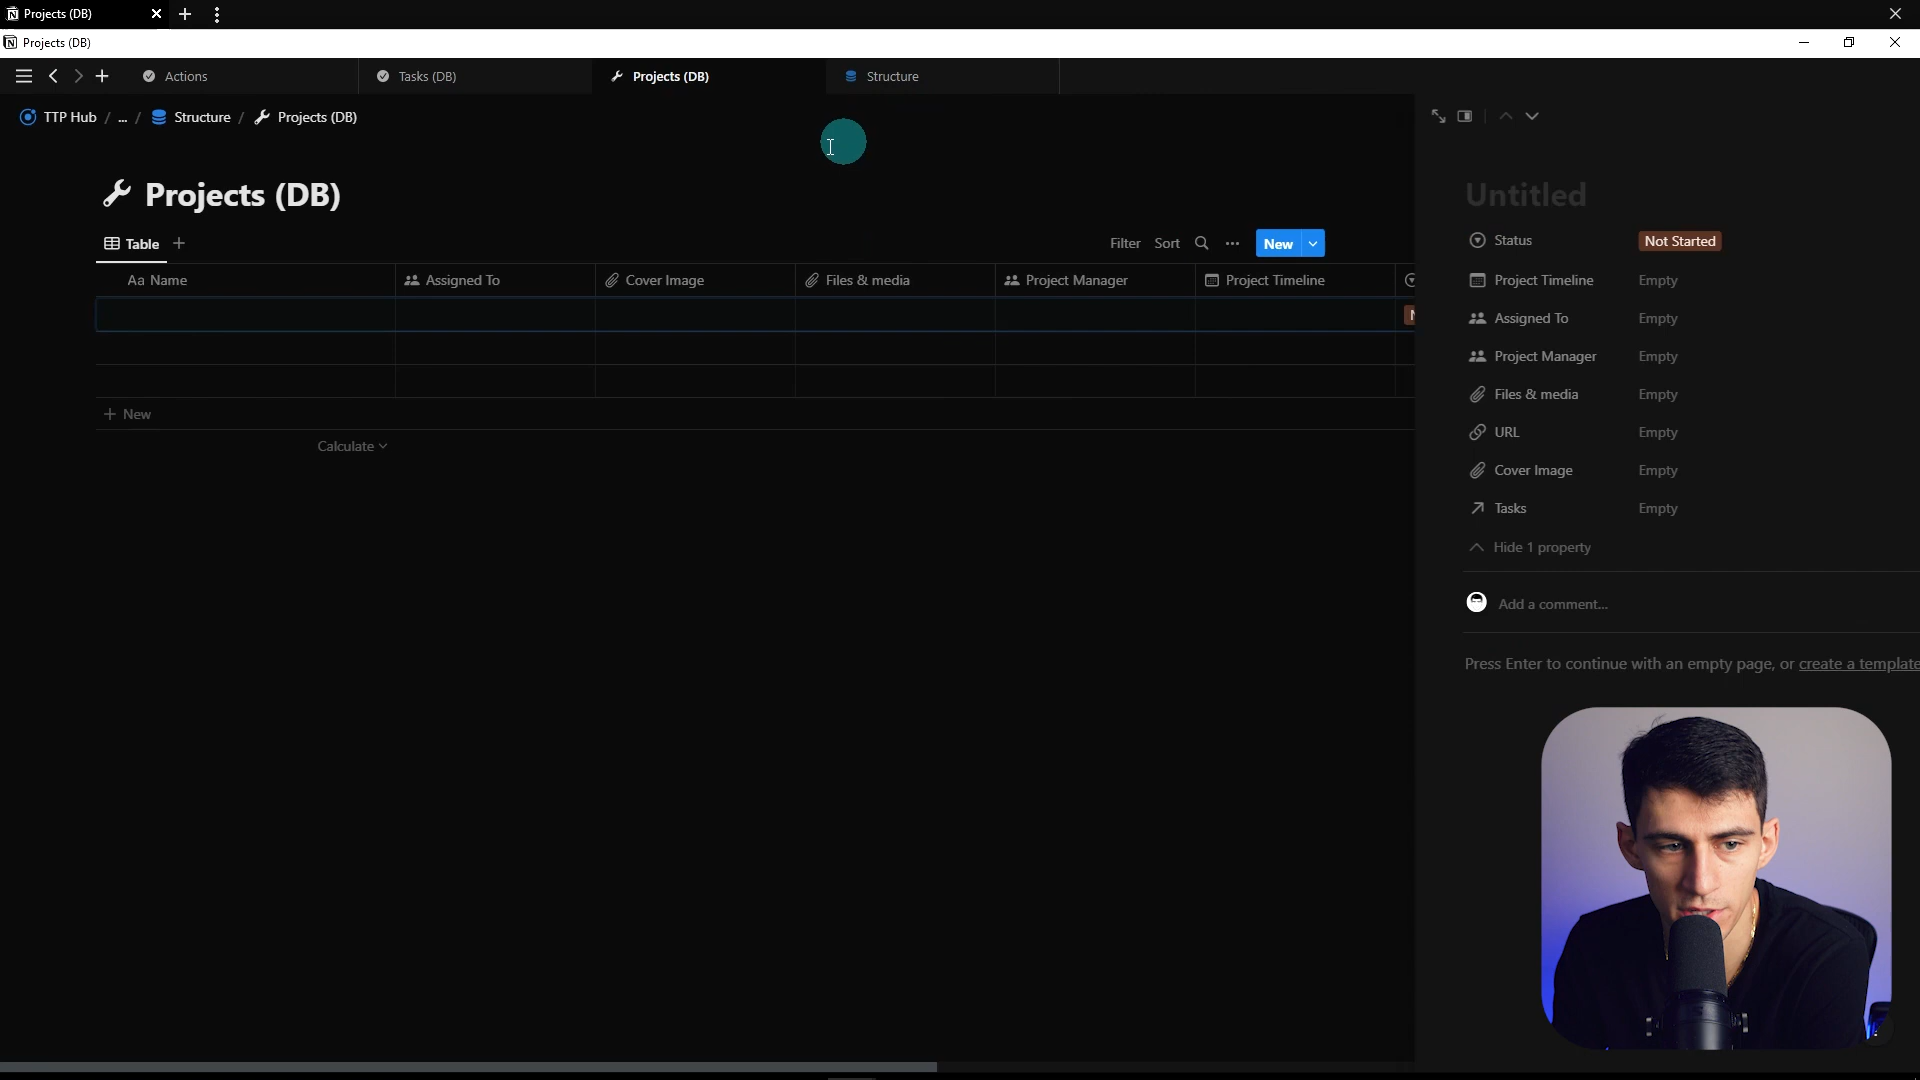 Projects (DB)
Projects (DB)
Actions
Tasks (DB)
Projects (DB)
Structure
TTP Hub / ... / Structure / Projects (DB)
Projects (DB)
Untitled
Table
Filter Sort
New
Status Not Started
Aa Name
Assigned To
Cover Image
Files & media
Project Manager
Project Timeline
Project Timeline Empty
Assigned To Empty
Project Manager Empty
Files & media Empty
URL Empty
Cover Image Empty
Tasks Empty
Hide 1 property
+ New
Calculate
Add a comment...
Press Enter to continue with an empty page, or create a template